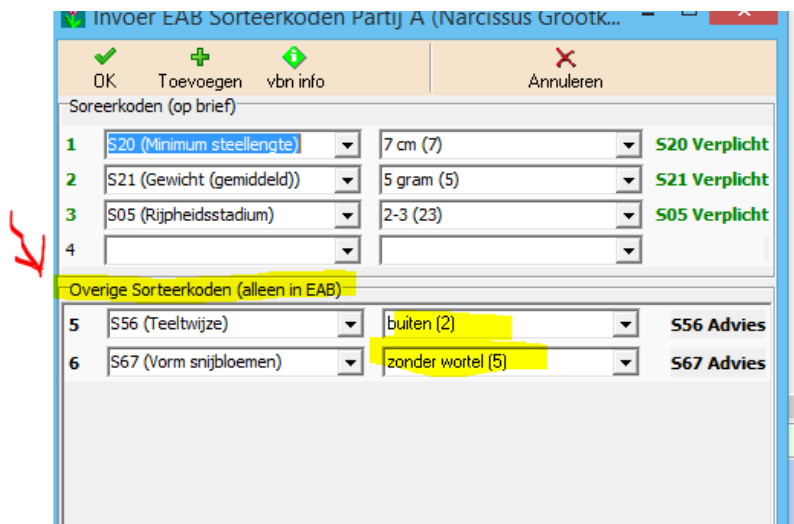 Invoer EAB Sorteerkoden Partij A (Narcissus Grootk...
OK Toevoegen vbn info Annuleren
Soreerkoden (op brief)
1 S20 (Minimum steellengte) 7 cm (7) S20 Verplicht
2 S21 (Gewicht (gemiddeld)) 5 gram (5) S21 Verplicht
3 S05 (Rijpheidsstadium) 2-3 (23) S05 Verplicht
4
Overige Sorteerkoden (alleen in EAB)
5 S56 (Teeltwijze) buiten (2) S56 Advies
6 S67 (Vorm snijbloemen) zonder wortel (5) S67 Advies